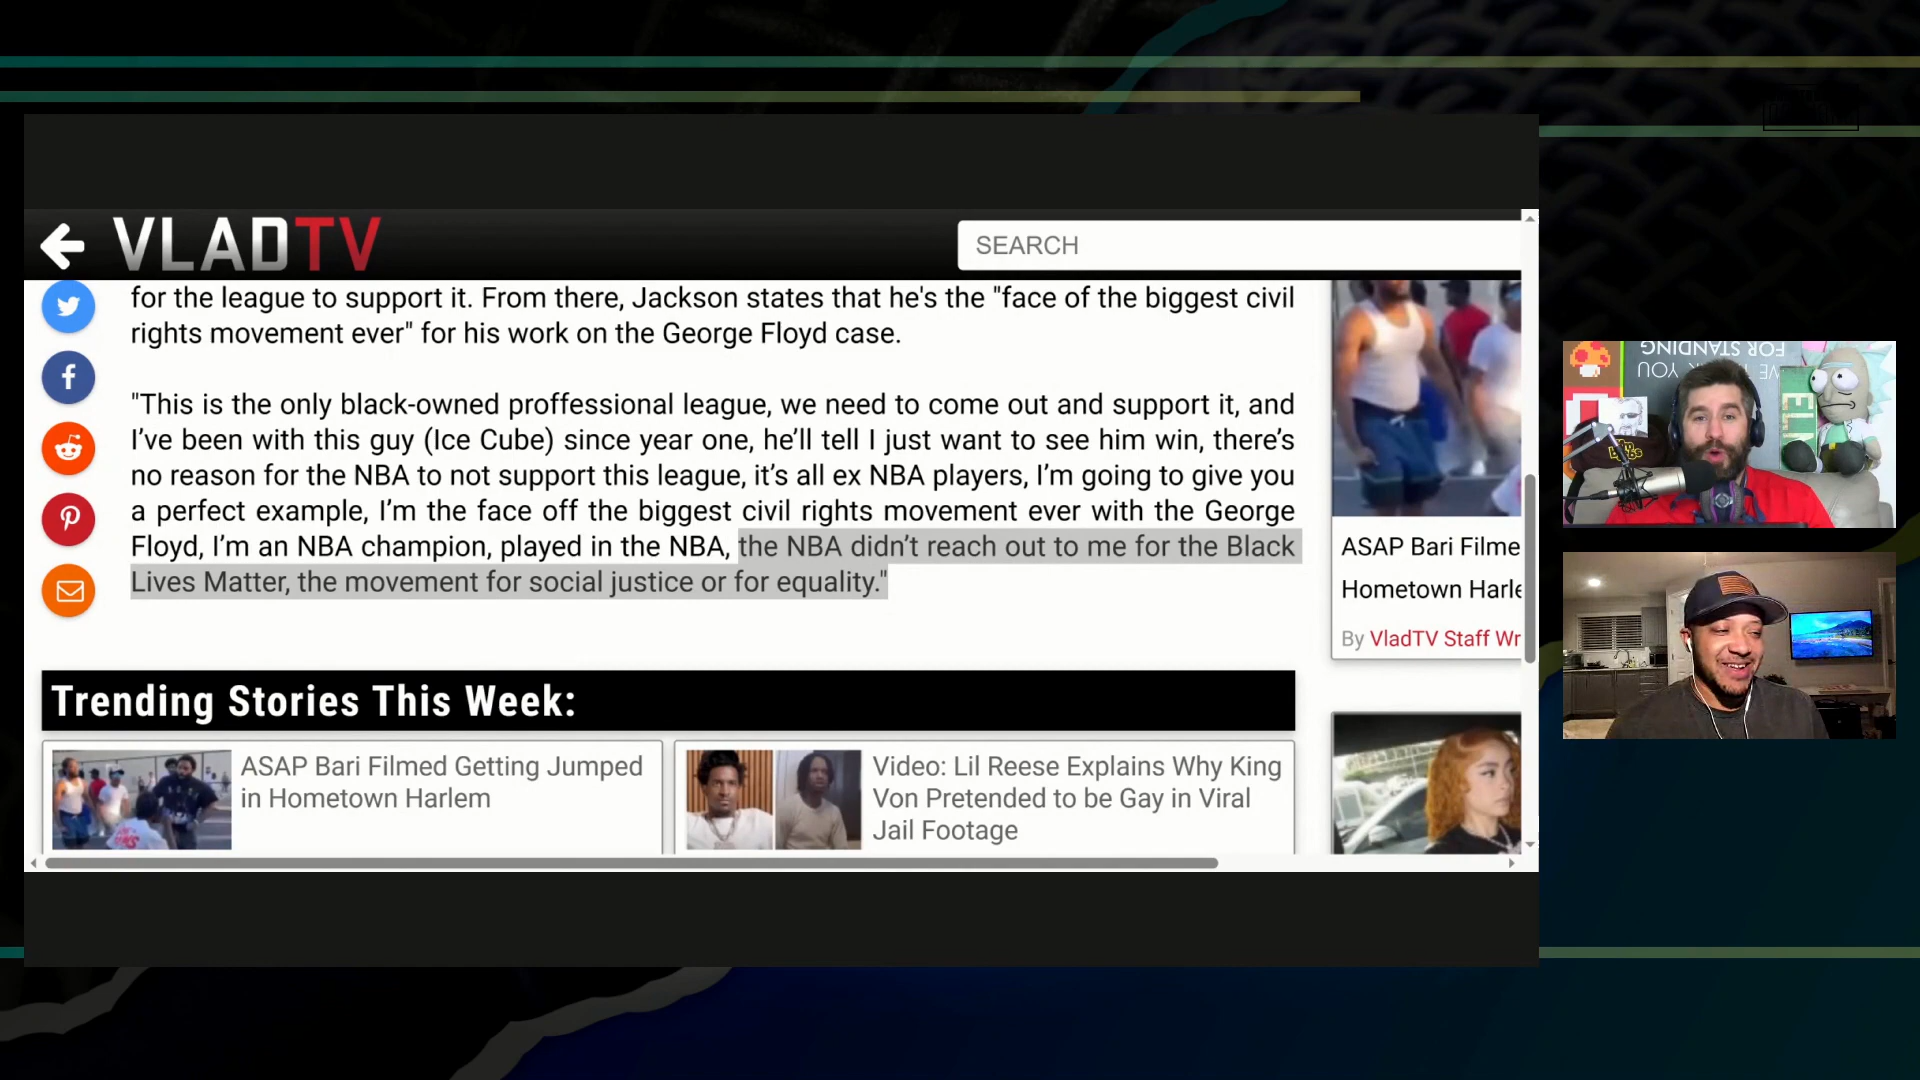 VLADTV
SEARCH
for the league to support it. From there, Jackson states that he's the "face of the biggest civil
rights movement ever" for his work on the George Floyd case.
"This is the only black-owned proffessional league, we need to come out and support it, and
I've been with this guy (Ice Cube) since year one, he'll tell I just want to see him win, there's
no reason for the NBA to not support this league, it's all ex NBA players, I'm going to give you
a perfect example, I'm the face off the biggest civil rights movement ever with the George
Floyd, I'm an NBA champion, played in the NBA, the NBA didn't reach out to me for the Black
Lives Matter, the movement for social justice or for equality."
Trending Stories This Week:
ASAP Bari Filmed Getting Jumped
in Hometown Harlem
Video: Lil Reese Explains Why King
Von Pretended to be Gay in Viral
Jail Footage
ASAP Bari Filme
Hometown Harle
By VladTV Staff Wr
FOR STANDING
YOU